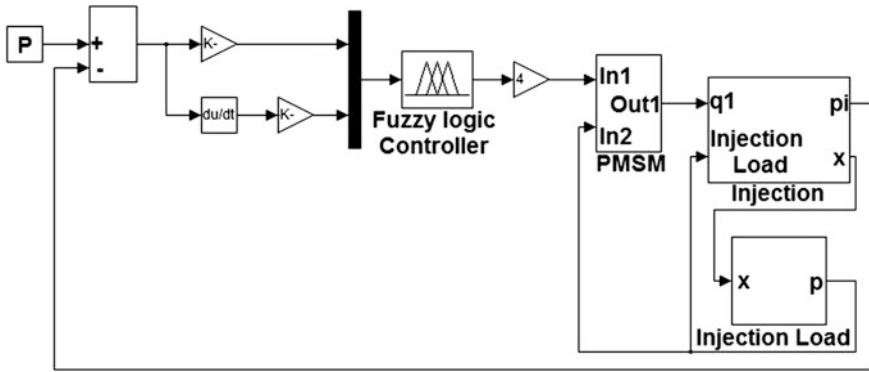 P
+
-
K-
du/dt
K-
Fuzzy logic
Controller
4
In1
Out1
In2
PMSM
q1
pi
Injection
Load
x
Injection
x
p
Injection Load